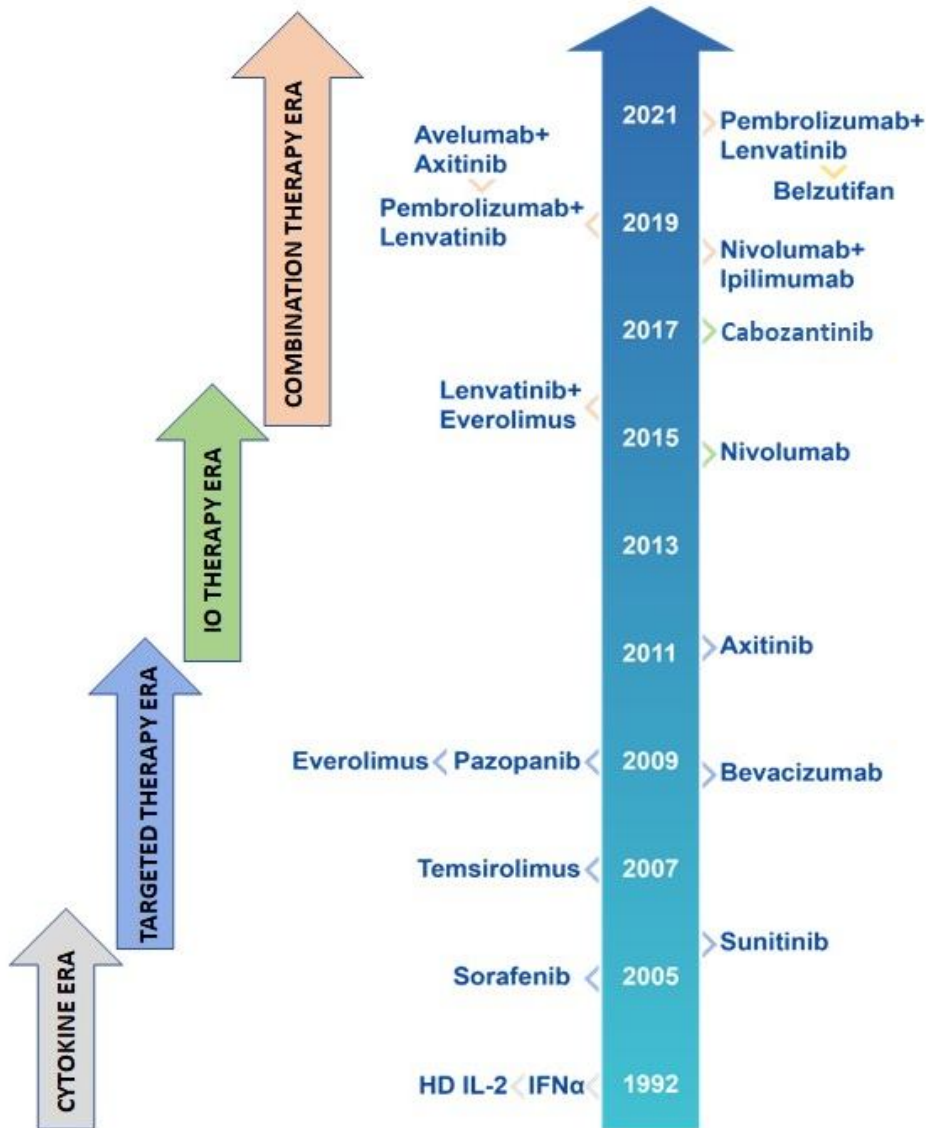 COMBINATION THERAPY ERA
IO THERAPY ERA
TARGETED THERAPY ERA
CYTOKINE ERA
2021
Pembrolizumab+
Lenvatinib
Belzutifan
Avelumab+
Axitinib
Pembrolizumab+
Lenvatinib
2019
Nivolumab+
Ipilimumab
2017
Cabozantinib
Lenvatinib+
Everolimus
2015
Nivolumab
2013
2011
Axitinib
Everolimus
Pazopanib
2009
Bevacizumab
Temsirolimus
2007
Sunitinib
Sorafenib
2005
HD IL-2
IFNα
1992